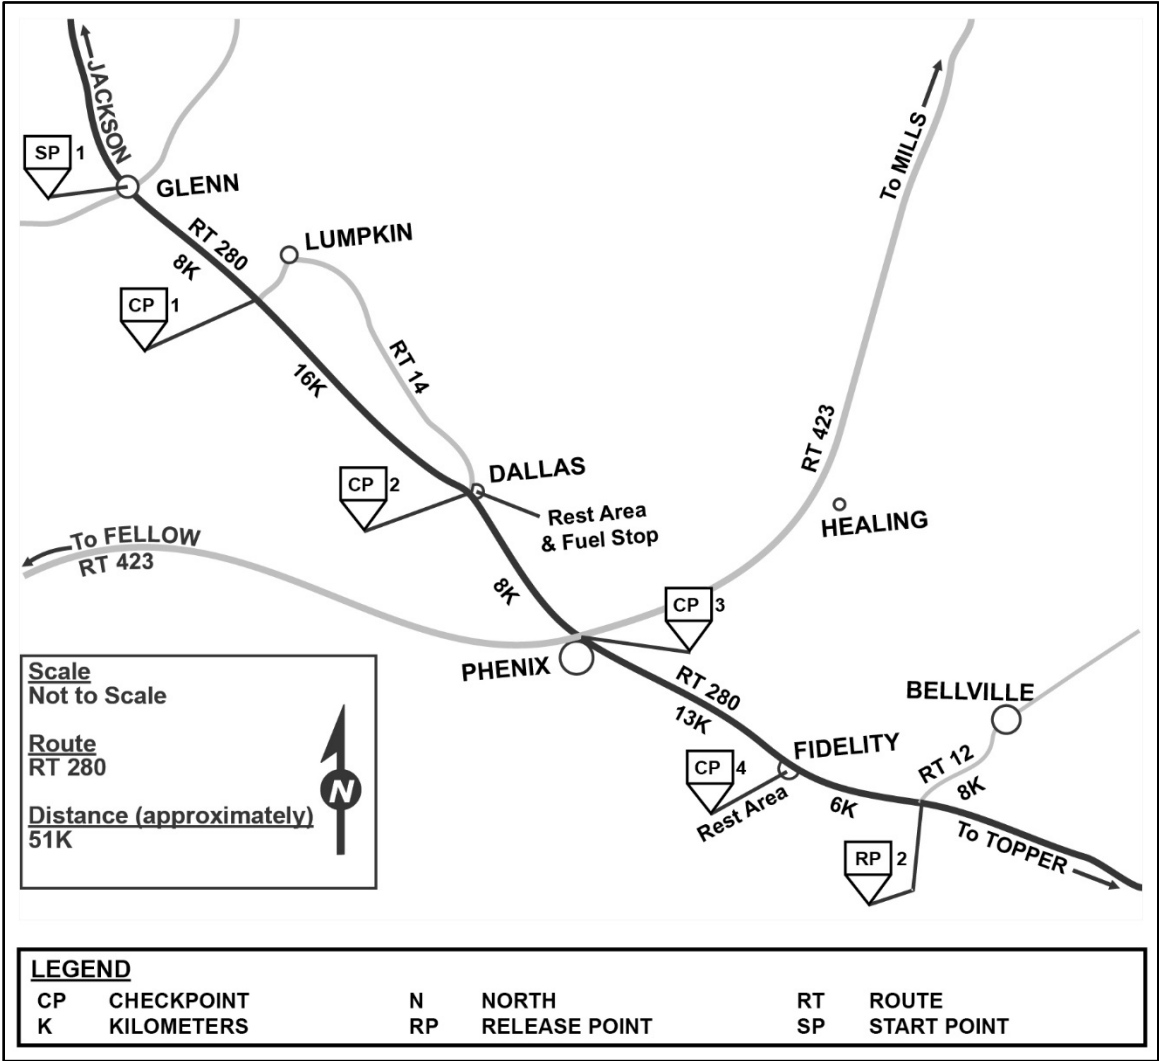 JACKSON
SP 1
GLENN
RT 280
8K
LUMPKIN
CP 1
16K
RT 14
To MILLS
RT 423
CP 2
DALLAS
Rest Area
& Fuel Stop
HEALING
To FELLOW
RT 423
8K
CP 3
PHENIX
RT 280
13K
BELLVILLE
FIDELITY
CP 4
Rest Area
6K
RT 12
8K
To TOPPER
RP 2
Scale
Not to Scale
Route
RT 280
Distance (approximately)
51K
N
LEGEND
CP CHECKPOINT N NORTH RT ROUTE
K KILOMETERS RP RELEASE POINT SP START POINT